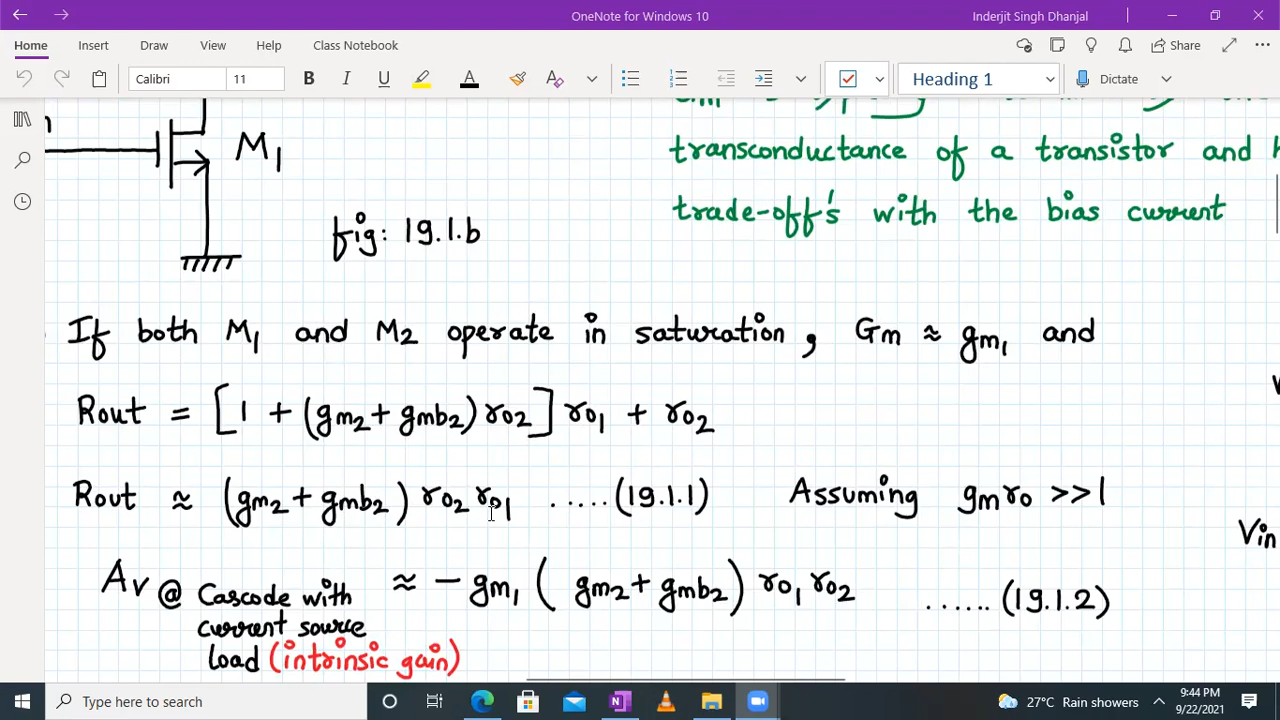 OneNote for Windows 10
Inderjit Singh Dhanjal
Home Insert Draw View Help Class Notebook
Share
Calibri 11 B I U A Heading 1 Dictate
transconductance of a transistor and
trade-off's with the bias current
M1
fig: 19.1.b
If both M1 and M2 operate in saturation, Gm ≈ gm1 and
Rout = [1 + (gm2 + gmb2) ro2] ro1 + ro2
Rout ≈ (gm2 + gmb2) ro2 ro1 .....(19.1.1) Assuming gmro >>1
Vin
Av @ Cascode with current source load (intrinsic gain) ≈ - gm1 (gm2 + gmb2) ro1 ro2 ......(19.1.2)
Type here to search
27°C Rain showers
9:44 PM
9/22/2021